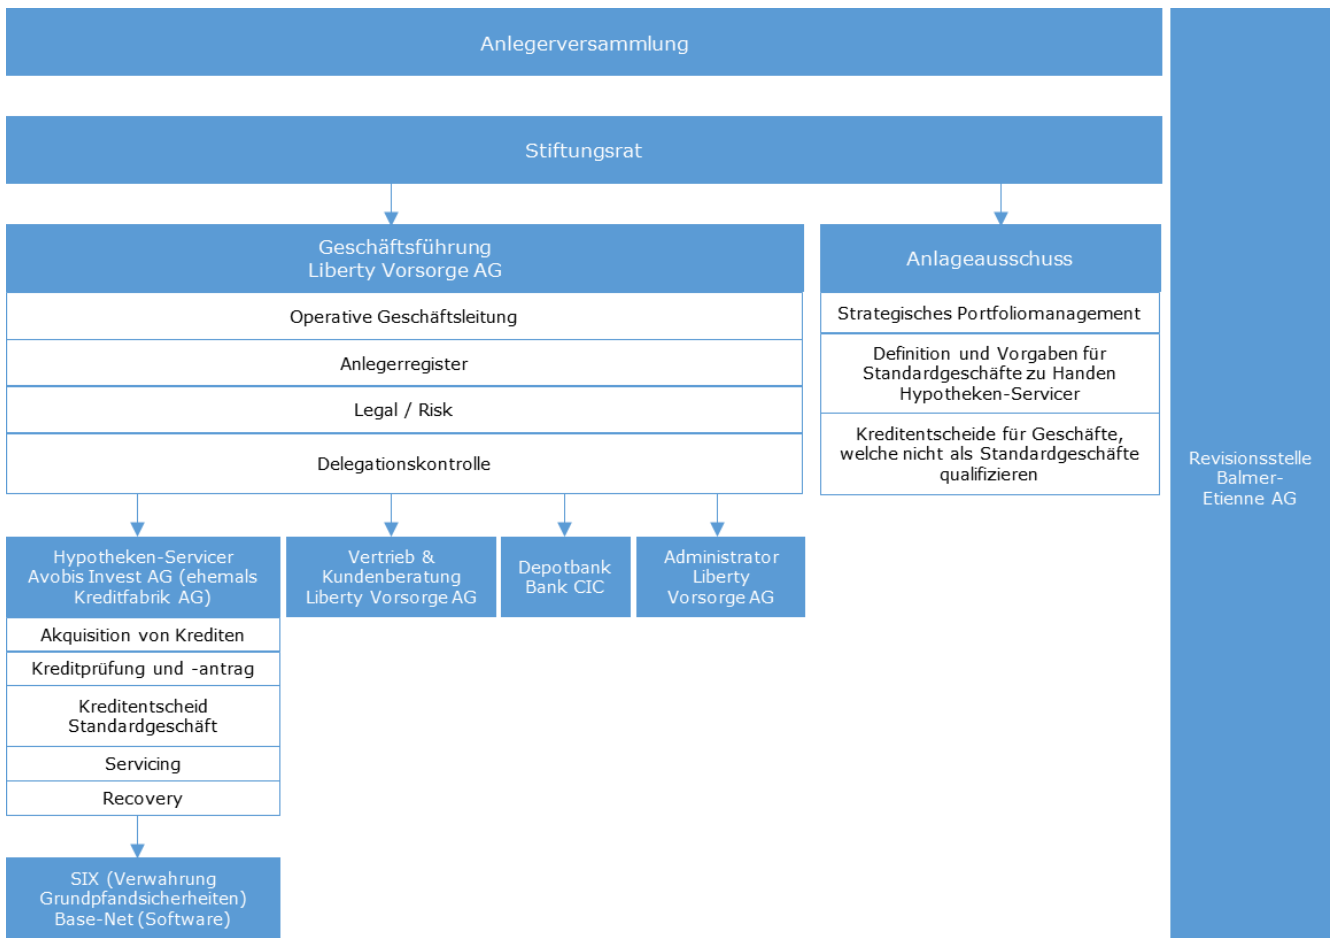 Anlegerversammlung
Stiftungsrat
Geschäftsführung
Liberty Vorsorge AG
Operative Geschäftsleitung
Anlegerregister
Legal / Risk
Delegationskontrolle
Anlageausschuss
Strategisches Portfoliomanagement
Definition und Vorgaben für
Standardgeschäfte zu Handen
Hypotheken-Servicer
Kreditentscheide für Geschäfte,
welche nicht als Standardgeschäfte
qualifizieren
Revisionsstelle
Balmer-
Etienne AG
Hypotheken-Servicer
Avobis Invest AG (ehemals
Kreditfabrik AG)
Akquisition von Krediten
Kreditprüfung und -antrag
Kreditentscheid
Standardgeschäft
Servicing
Recovery
Vertrieb &
Kundenberatung
Liberty Vorsorge AG
Depotbank
Bank CIC
Administrator
Liberty
Vorsorge AG
SIX (Verwahrung
Grundpfandsicherheiten)
Base-Net (Software)